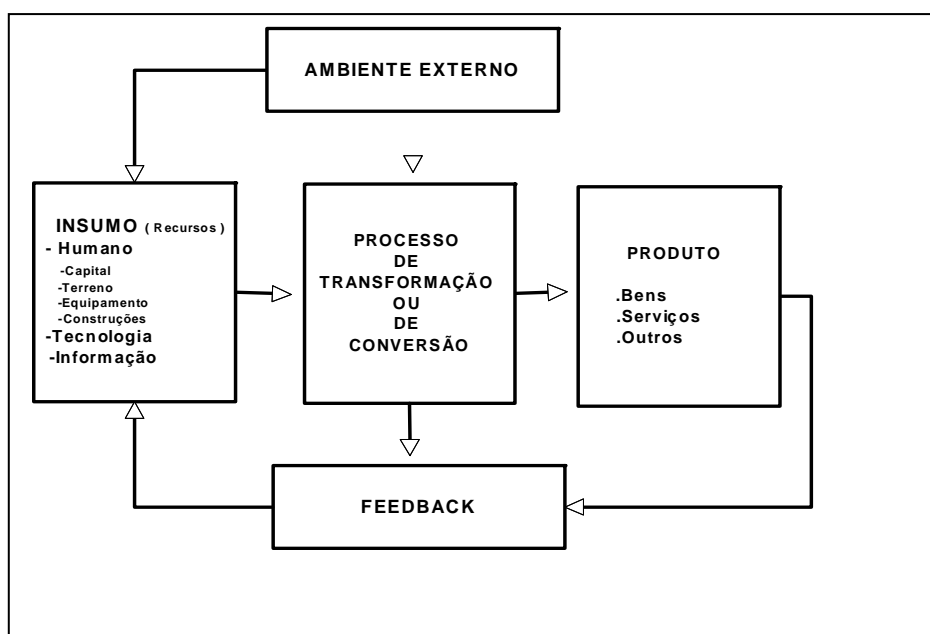 AMBIENTE EXTERNO
INSUMO ( Recursos )
- Humano
-Capital
-Terreno
-Equipamento
-Construções
-Tecnologia
-Informação
PROCESSO
DE
TRANSFORMAÇÃO
OU
DE
CONVERSÃO
PRODUTO
.Bens
.Serviços
.Outros
FEEDBACK